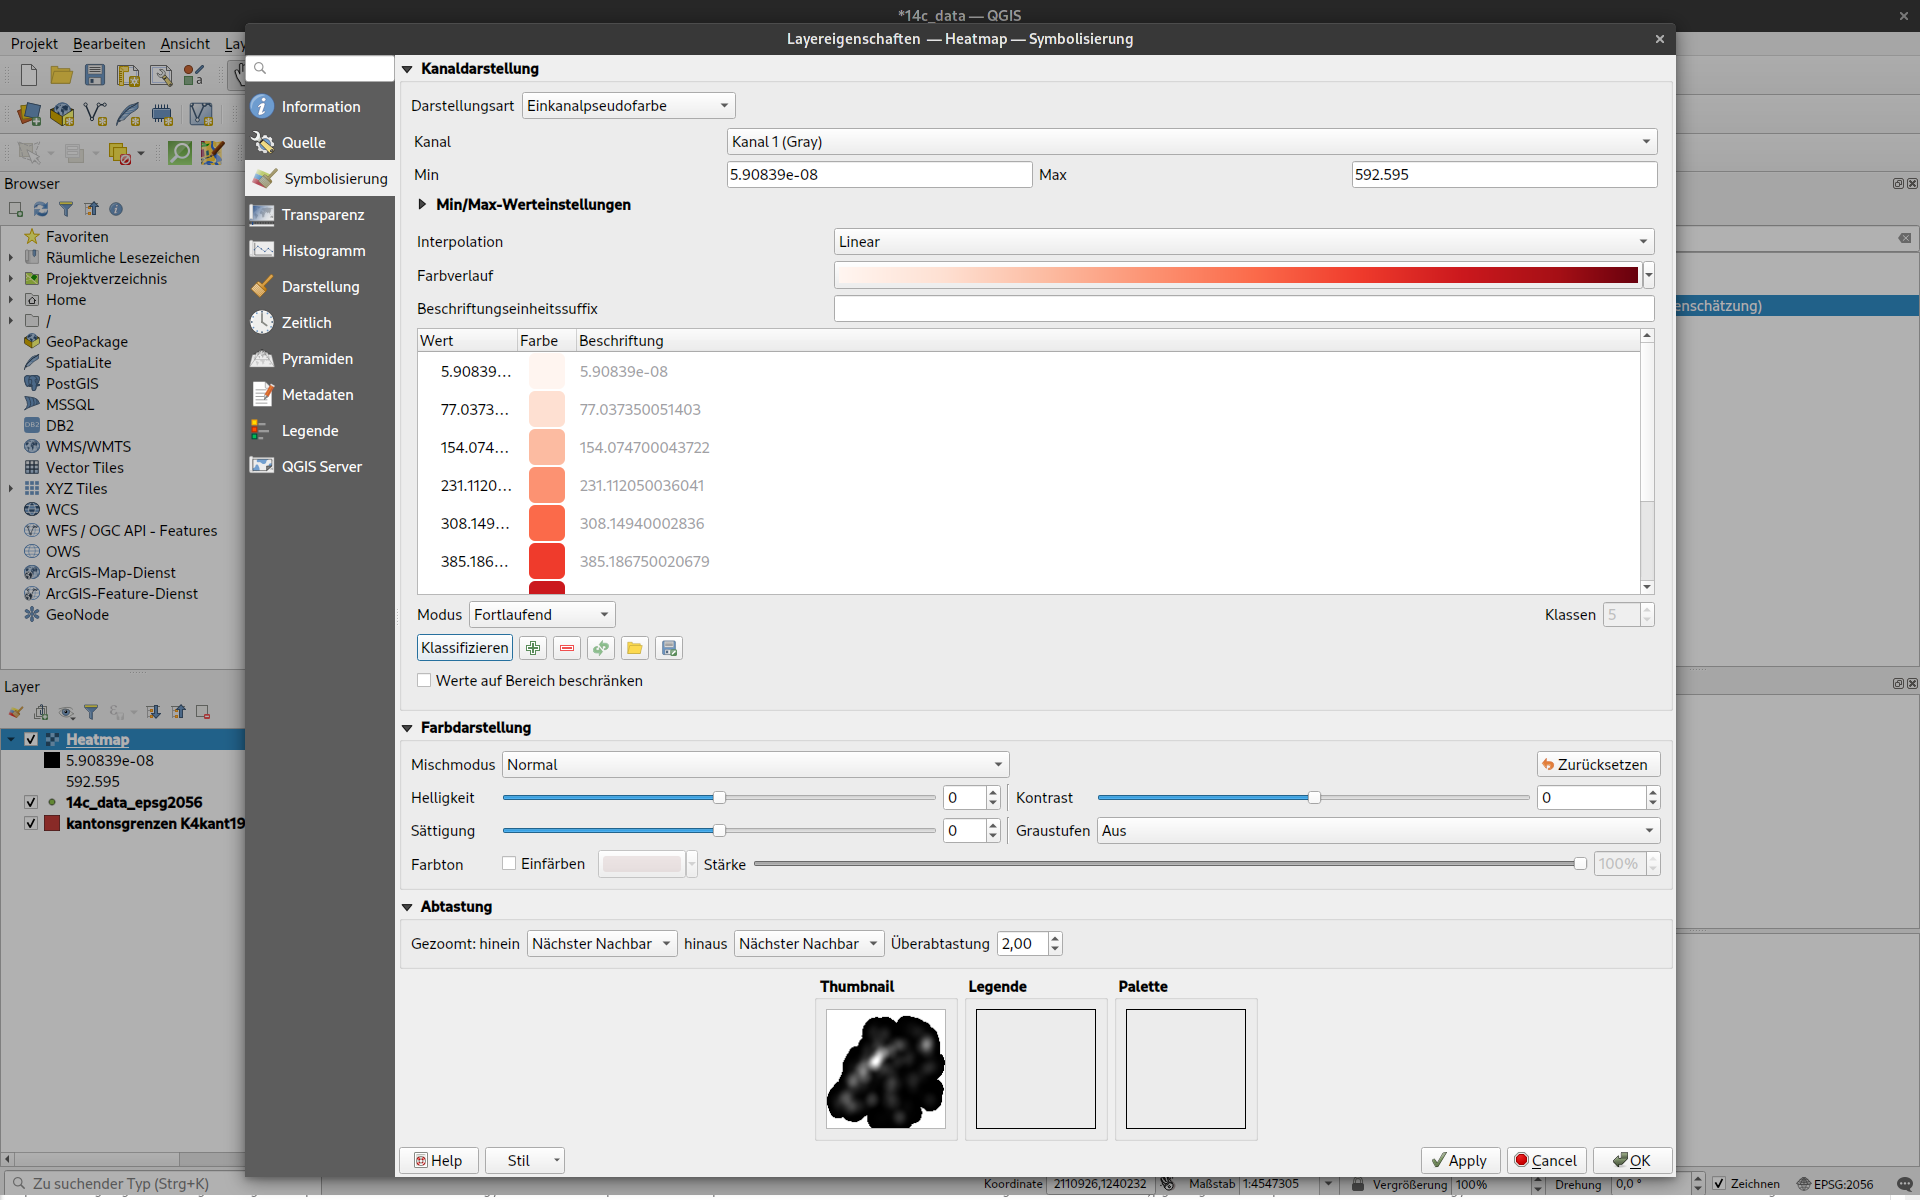 *14c_data — QGIS
Layereigenschaften — Heatmap — Symbolisierung
Projekt Bearbeiten Ansicht Lay
Browser
Favoriten
Räumliche Lesezeichen
Projektverzeichnis
Home
/
GeoPackage
SpatiaLite
PostGIS
MSSQL
DB2
WMS/WMTS
Vector Tiles
XYZ Tiles
WCS
WFS / OGC API - Features
OWS
ArcGIS-Map-Dienst
ArcGIS-Feature-Dienst
GeoNode
Layer
Heatmap
5.90839e-08
592.595
14c_data_epsg2056
kantonsgrenzen K4kant19
Information
Quelle
Symbolisierung
Transparenz
Histogramm
Darstellung
Zeitlich
Pyramiden
Metadaten
Legende
QGIS Server
Kanaldarstellung
Darstellungsart Einkanalpseudofarbe
Kanal Kanal 1 (Gray)
Min 5.90839e-08 Max 592.595
Min/Max-Werteinstellungen
Interpolation Linear
Farbverlauf
Beschriftungseinheitssuffix
Wert Farbe Beschriftung
5.90839... 5.90839e-08
77.0373... 77.037350051403
154.074... 154.074700043722
231.1120... 231.112050036041
308.149... 308.14940002836
385.186... 385.186750020679
Modus Fortlaufend Klassen 5
Klassifizieren
Werte auf Bereich beschränken
Farbdarstellung
Mischmodus Normal Zurücksetzen
Helligkeit 0 Kontrast 0
Sättigung 0 Graustufen Aus
Farbton Einfärben Stärke 100%
Abtastung
Gezoomt: hinein Nächster Nachbar hinaus Nächster Nachbar Überabtastung 2,00
Thumbnail Legende Palette
Help Stil Apply Cancel OK
enschätzung)
Zu suchender Typ (Strg+K) Koordinate 2110926,1240232 Maßstab 1:4547305 Vergrößerung 100% Drehung 0,0 ° Zeichnen EPSG:2056